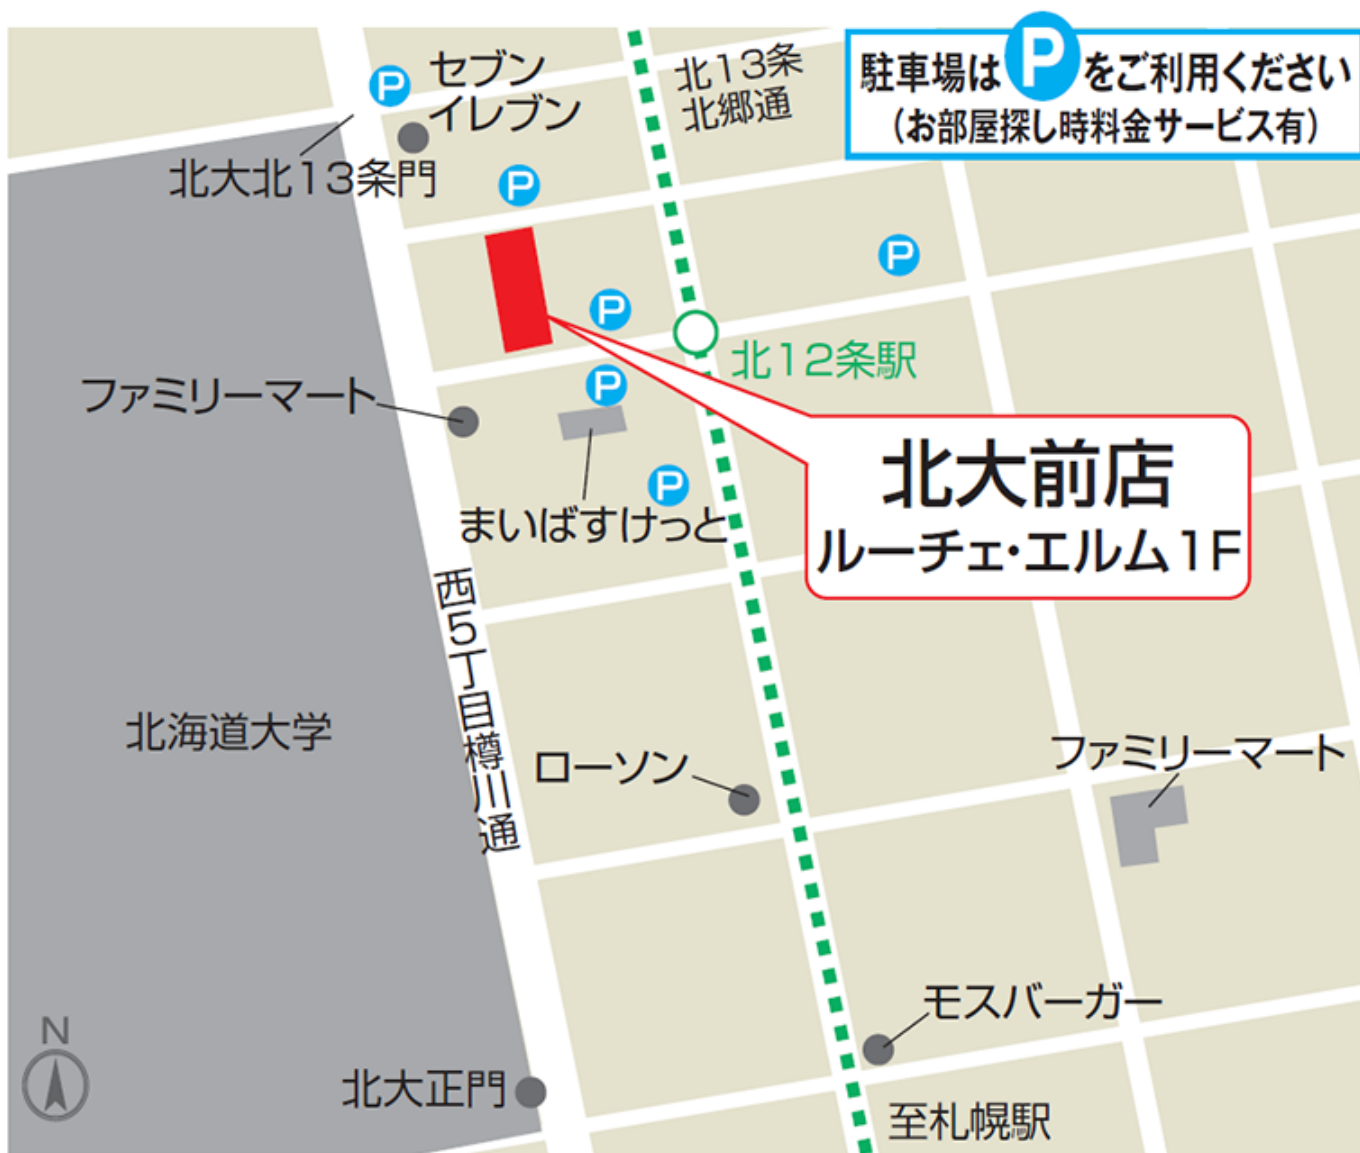 セブン
イレブン
北13条
北郷通
駐車場はPをご利用ください
(お部屋探し時料金サービス有)
P
北大北13条門
P
P
P
北12条駅
P
ファミリーマート
北大前店
ルーチェ・エルム1F
P
まいばすけっと
西5丁目樽川通
北海道大学
ローソン
ファミリーマート
モスバーガー
N
北大正門
至札幌駅